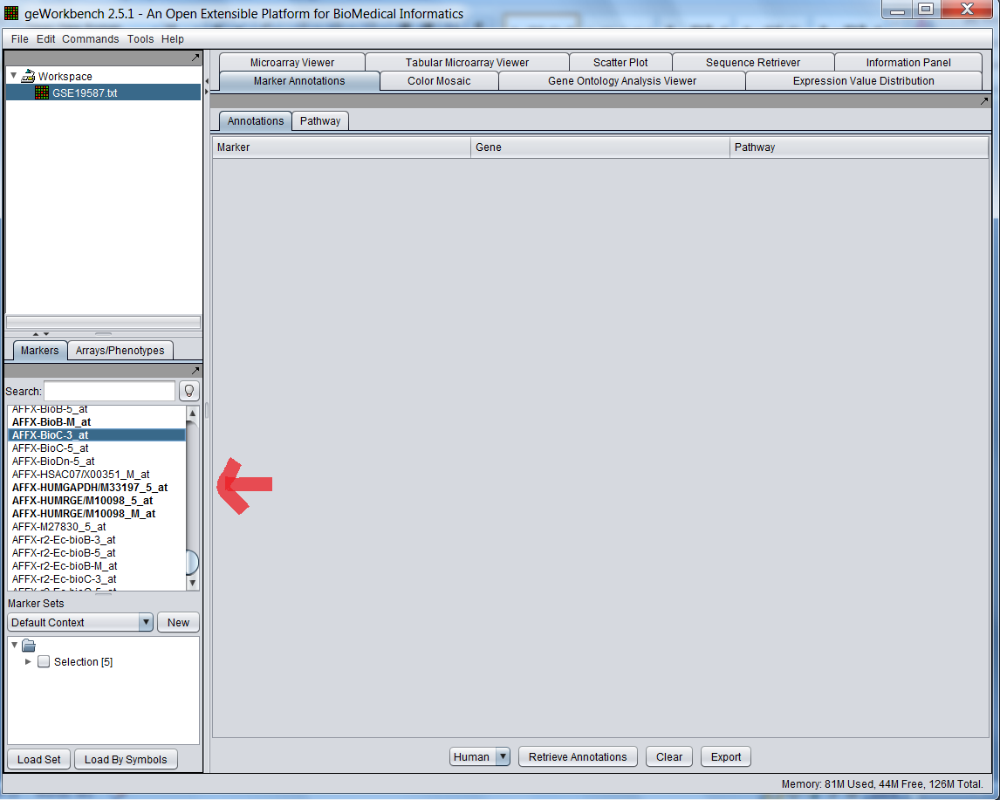 geWorkbench 2.5.1 - An Open Extensible Platform for BioMedical Informatics
File Edit Commands Tools Help
Workspace
GSE19587.txt
Microarray Viewer Tabular Microarray Viewer Scatter Plot Sequence Retriever Information Panel
Marker Annotations Color Mosaic Gene Ontology Analysis Viewer Expression Value Distribution
Annotations Pathway
Marker Gene Pathway
Markers Arrays/Phenotypes
Search:
AFFX-BioB-5_at
AFFX-BioB-M_at
AFFX-BioC-3_at
AFFX-BioC-5_at
AFFX-BioDn-5_at
AFFX-HSAC07/X00351_M_at
AFFX-HUMGAPDH/M33197_5_at
AFFX-HUMRGE/M10098_5_at
AFFX-HUMRGE/M10098_M_at
AFFX-M27830_5_at
AFFX-r2-Ec-bioB-3_at
AFFX-r2-Ec-bioB-5_at
AFFX-r2-Ec-bioB-M_at
AFFX-r2-Ec-bioC-3_at
Marker Sets
Default Context New
Selection [5]
Load Set Load By Symbols
Human Retrieve Annotations Clear Export
Memory: 81M Used, 44M Free, 126M Total.